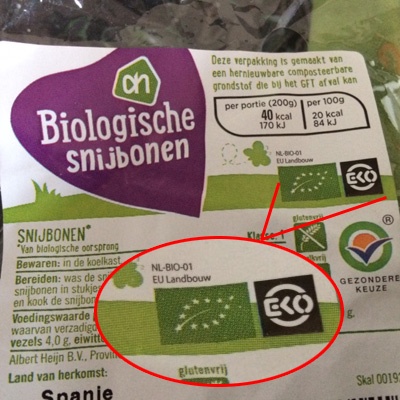 Deze verpakking is gemaakt van
een hernieuwbare composteerbare
grondstof die bij het GFT afval kan
ah
Biologische
snijbonen
per portie (200g)
40 kcal
170 kJ
per 100g
20 kcal
84 kJ
NL-BIO-01
EU Landbouw
EKO
SNIJBONEN*
*Van biologische oorsprong
Klasse: 1
glutenvrij
Bewaren: in de koelkast
Bereiden: was de
snijbonen in stukjes
en kook de snijbonen
Voedingswaarde
waarvan verzadigd
vezels 4,0 g, eiwitten
Albert Heijn B.V.,
Land van herkomst:
Spanje
®
GEZONDERE
KEUZE
g,
NL-BIO-01
EU Landbouw
EKO
glutenvrij
Skal